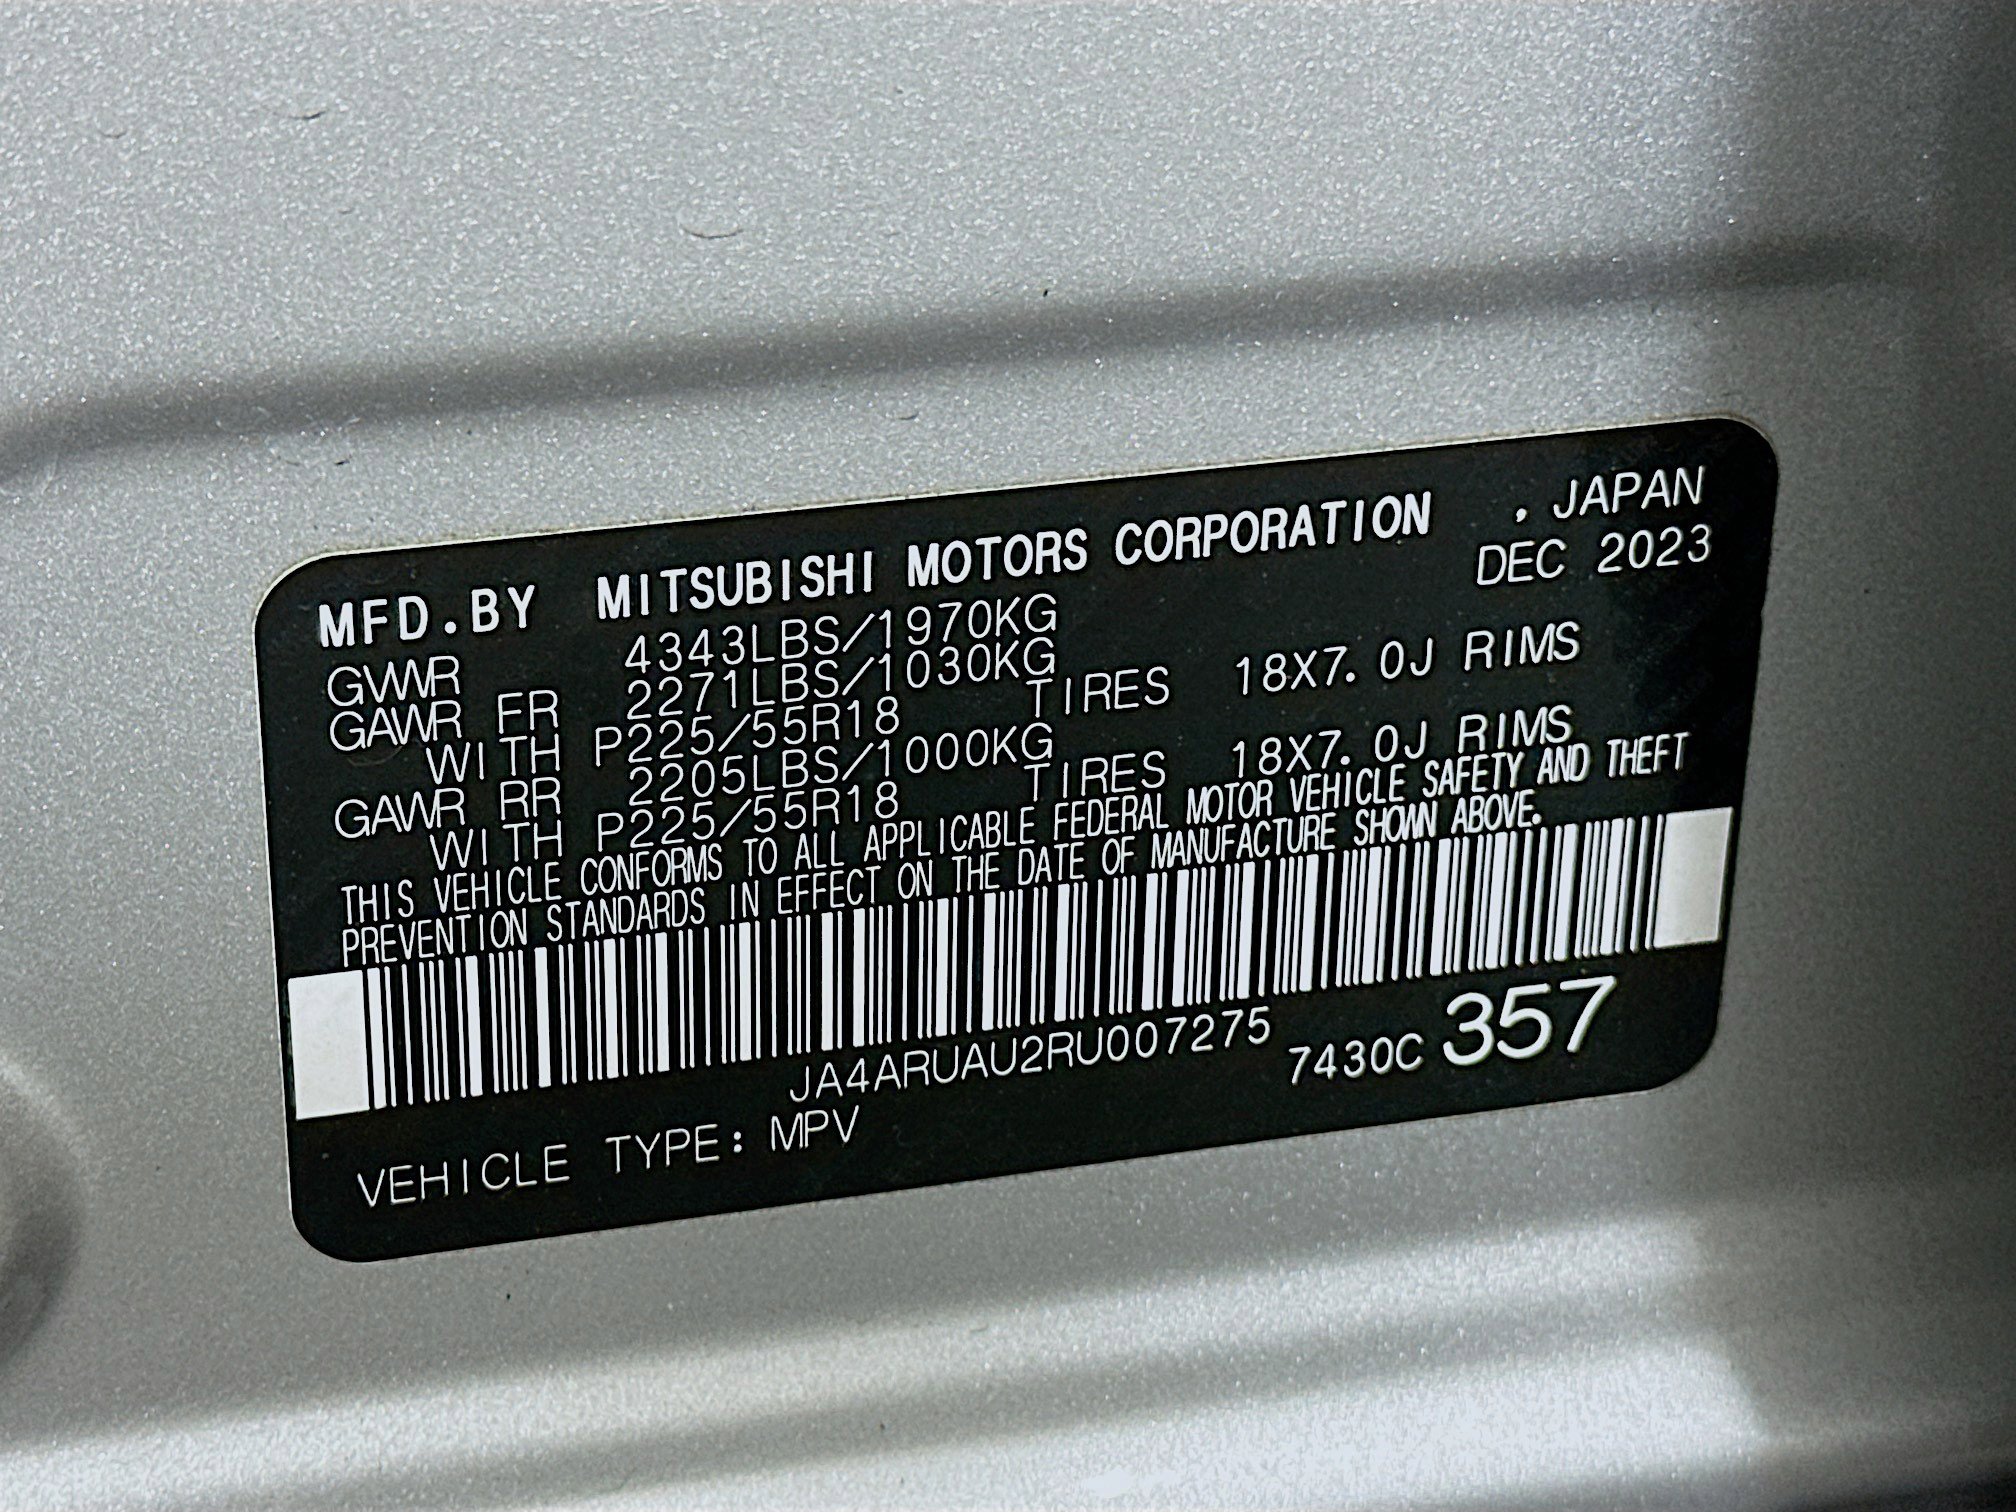 MFD.BY MITSUBISHI MOTORS CORPORATION , JAPAN
DEC 2023
GVWR 4343LBS/1970KG
GAWR FR 2271LBS/1030KG
WITH P225/55R18 TIRES 18X7.0J RIMS
GAWR RR 2205LBS/1000KG
WITH P225/55R18 TIRES 18X7.0J RIMS
THIS VEHICLE CONFORMS TO ALL APPLICABLE FEDERAL MOTOR VEHICLE SAFETY AND THEFT
PREVENTION STANDARDS IN EFFECT ON THE DATE OF MANUFACTURE SHOWN ABOVE.
JA4ARUAU2RU007275 7430C 357
VEHICLE TYPE: MPV